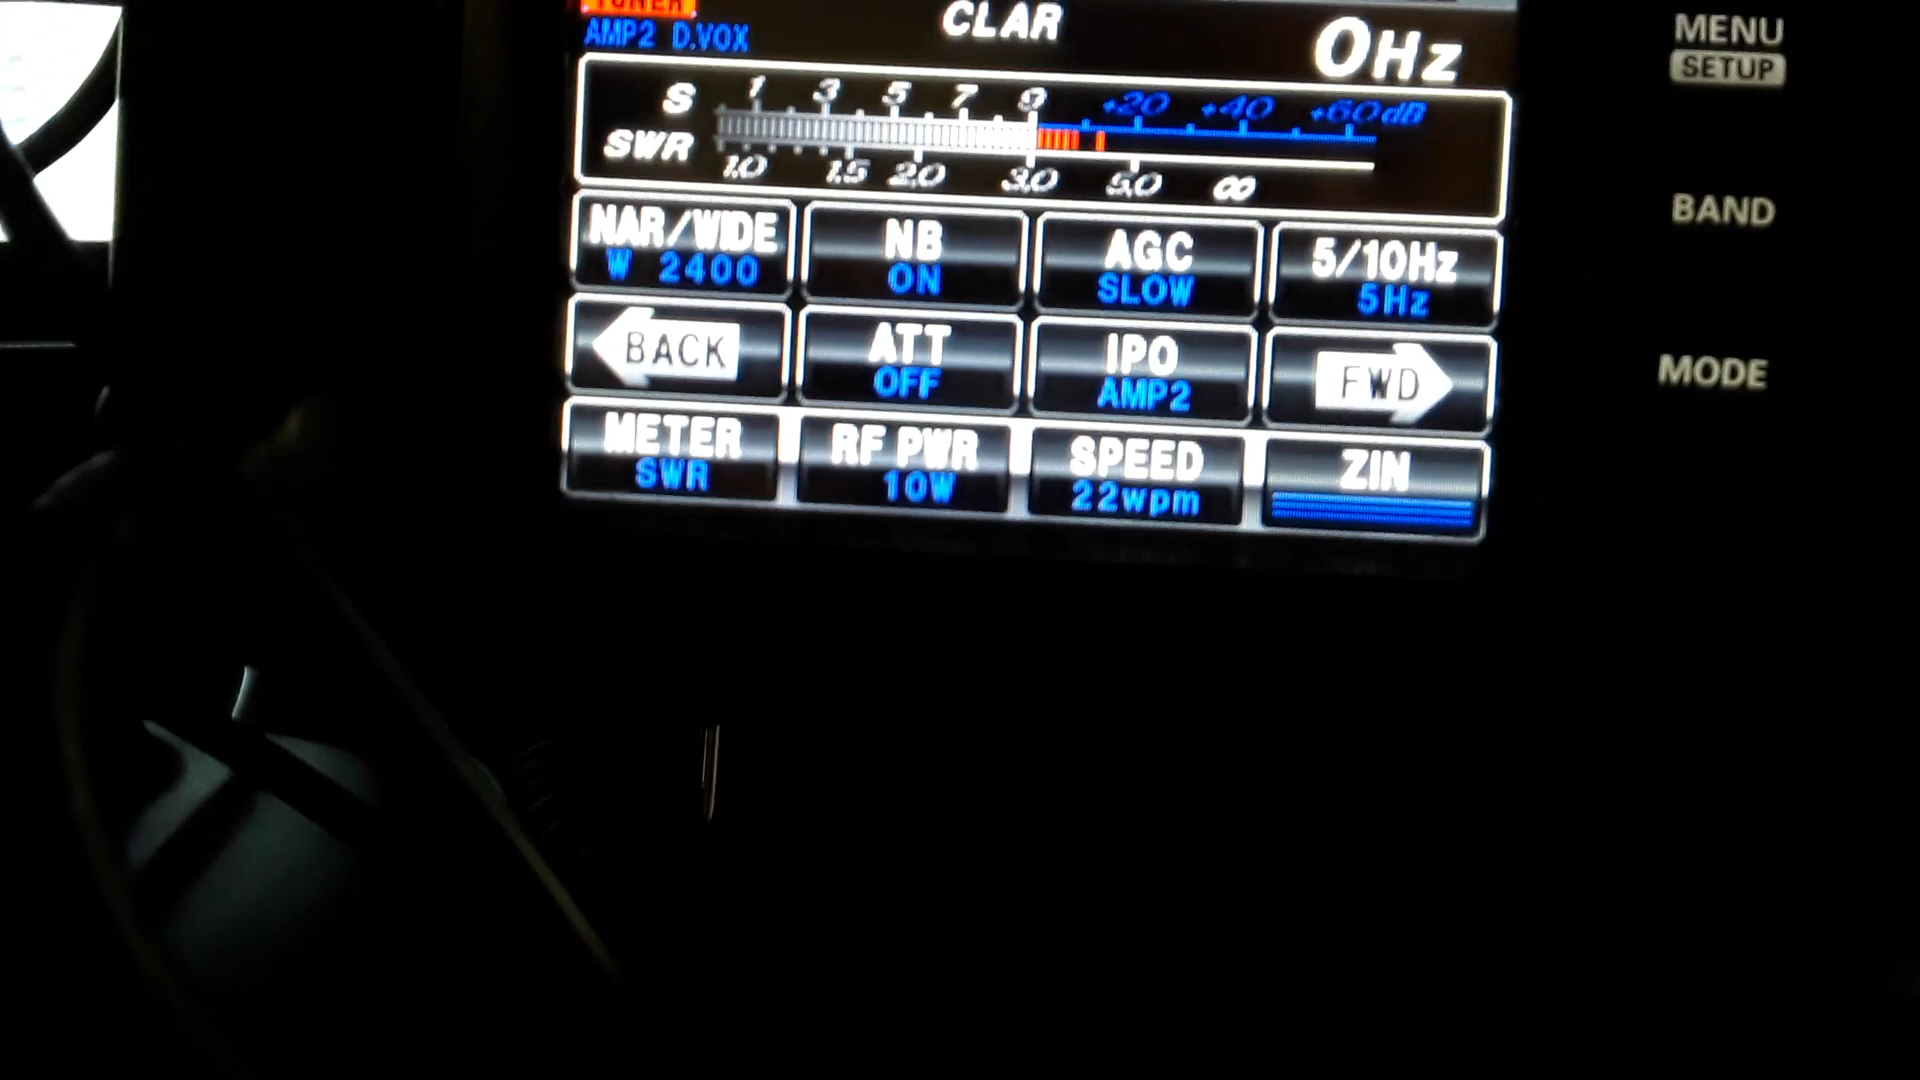 TUNER
AMP2 D.VOX CLAR 0Hz
S 1 3 5 7 9 +20 +40 +60dB
SWR
1.0 1.5 2.0 3.0 5.0 ∞
NAR/WIDE NB AGC 5/10Hz
W 2400 ON SLOW 5Hz
BACK ATT IPO FWD
OFF AMP2
METER RF PWR SPEED ZIN
SWR 10W 22wpm
MENU
SETUP
BAND
MODE